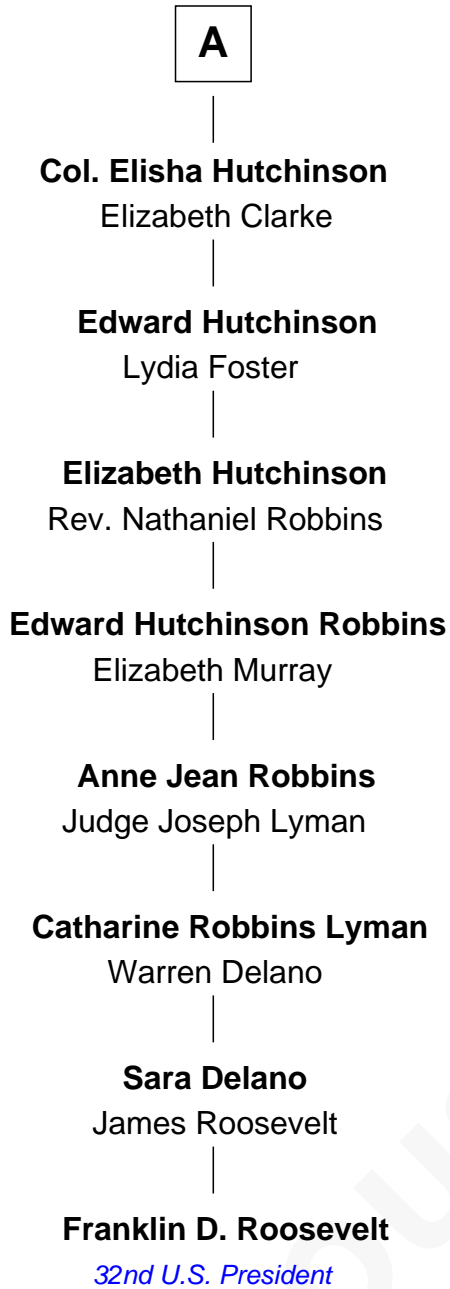 A
Col. Elisha Hutchinson
Elizabeth Clarke
Edward Hutchinson
Lydia Foster
Elizabeth Hutchinson
Rev. Nathaniel Robbins
Edward Hutchinson Robbins
Elizabeth Murray
Anne Jean Robbins
Judge Joseph Lyman
Catharine Robbins Lyman
Warren Delano
Sara Delano
James Roosevelt
Franklin D. Roosevelt
32nd U.S. President